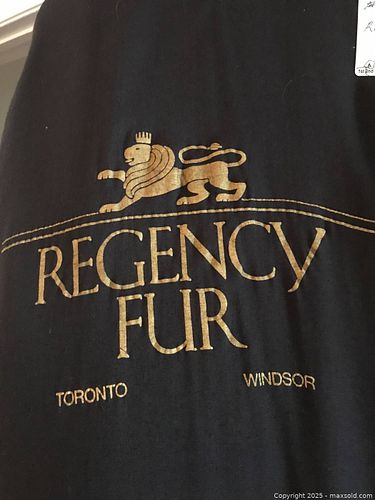 REGENCY
FUR
TORONTO
WINDSOR
Copyright 2025 - maxsold.com